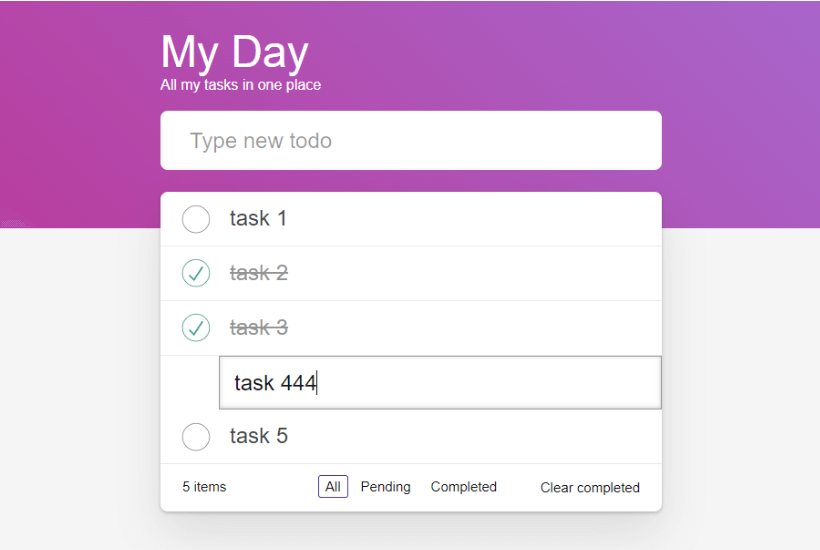 My Day
All my tasks in one place
Type new todo
task 1
task 2
task 3
task 444
task 5
5 items All Pending Completed Clear completed